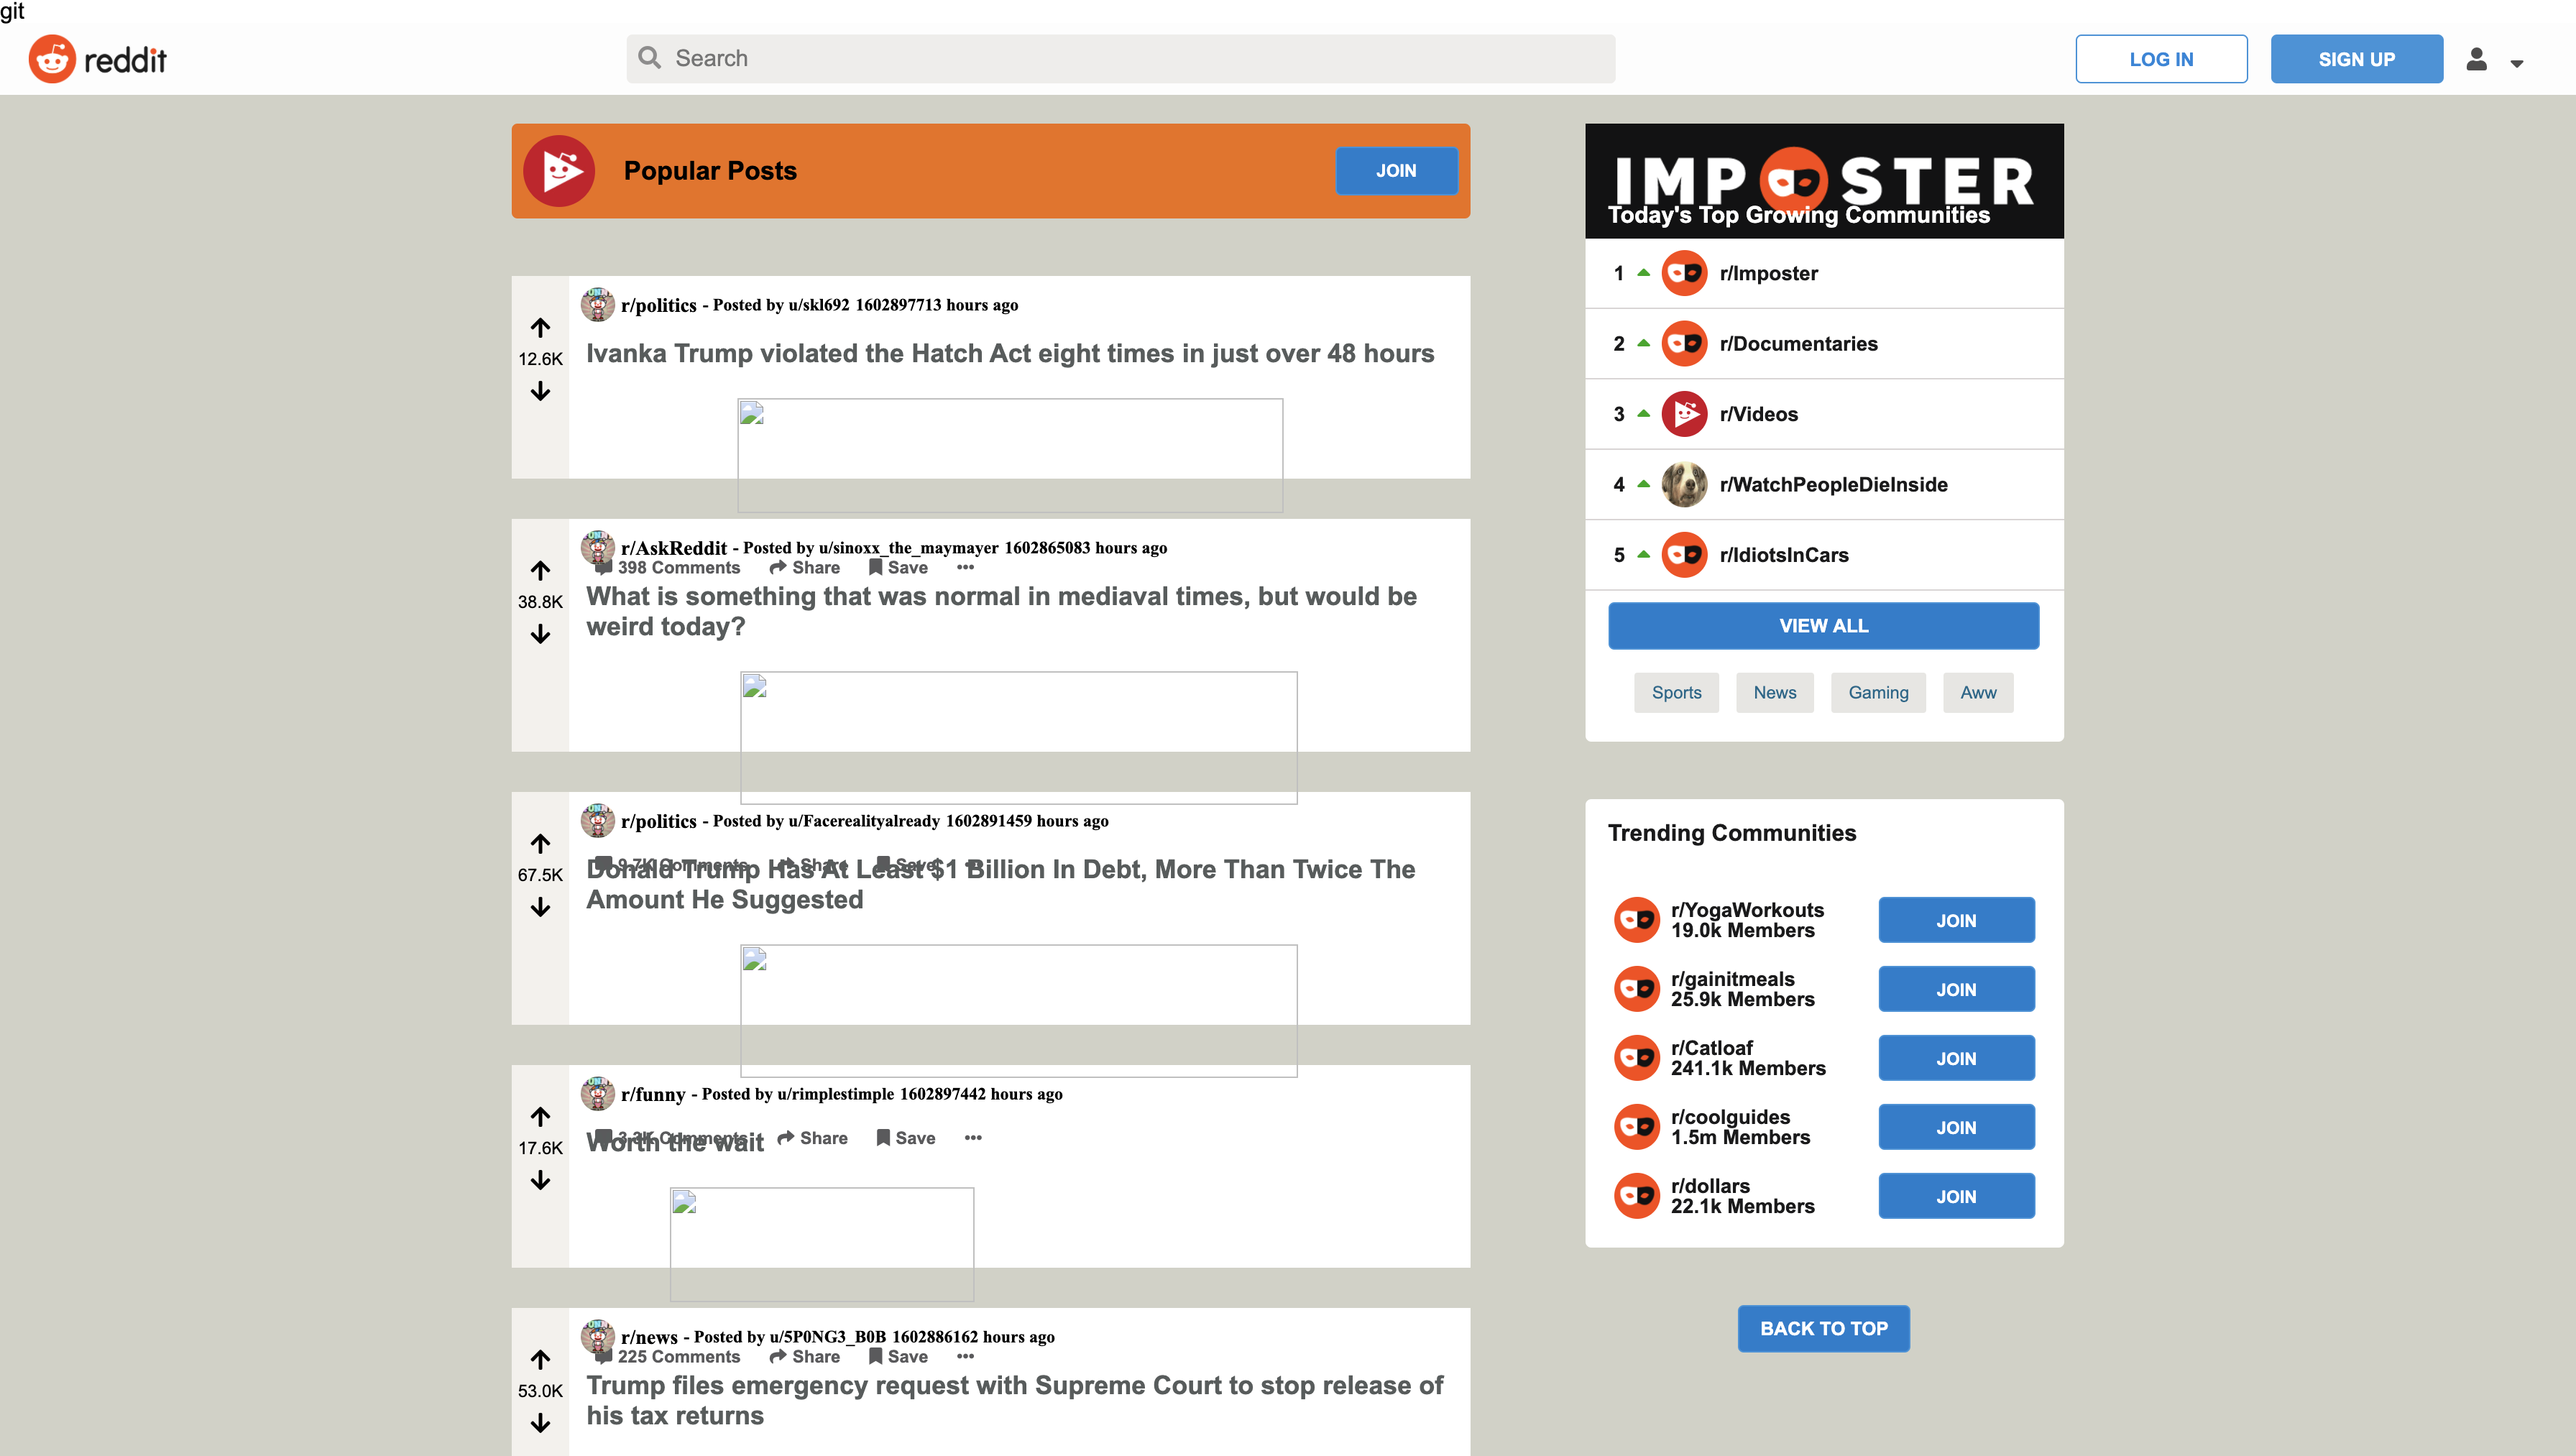 git
reddit
Search
LOG IN
SIGN UP
Popular Posts
JOIN
r/politics - Posted by u/skl692 1602897713 hours ago
12.6K
Ivanka Trump violated the Hatch Act eight times in just over 48 hours
r/AskReddit - Posted by u/sinoxx_the_maymayer 1602865083 hours ago
398 Comments Share Save
38.8K
What is something that was normal in mediaval times, but would be
weird today?
r/politics - Posted by u/Facerealityalready 1602891459 hours ago
9.7K Comments Share Save
67.5K
Donald Trump Has At Least $1 Billion In Debt, More Than Twice The
Amount He Suggested
r/funny - Posted by u/rimplestimple 1602897442 hours ago
3.3K Comments Share Save
17.6K
Worth the wait
r/news - Posted by u/5P0NG3_B0B 1602886162 hours ago
225 Comments Share Save
53.0K
Trump files emergency request with Supreme Court to stop release of
his tax returns
IMPOSTER
Today's Top Growing Communities
1 r/Imposter
2 r/Documentaries
3 r/Videos
4 r/WatchPeopleDieInside
5 r/IdiotsInCars
VIEW ALL
Sports News Gaming Aww
Trending Communities
r/YogaWorkouts
19.0k Members
JOIN
r/gainitmeals
25.9k Members
JOIN
r/Catloaf
241.1k Members
JOIN
r/coolguides
1.5m Members
JOIN
r/dollars
22.1k Members
JOIN
BACK TO TOP